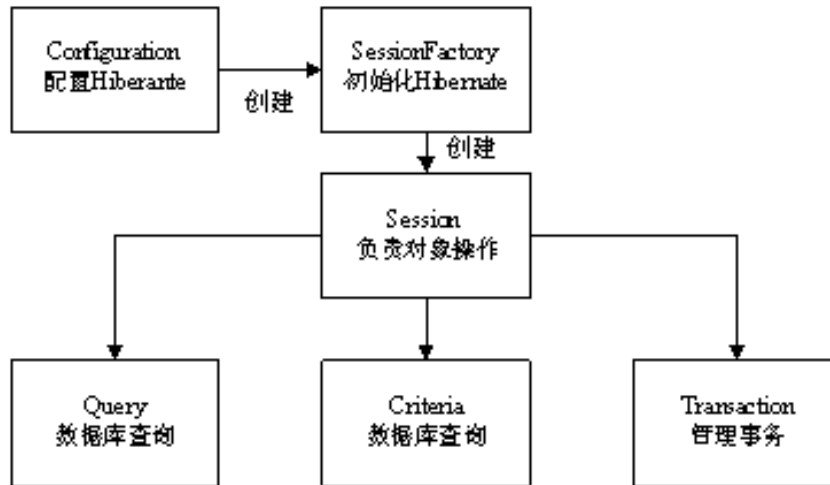 Configuration
配置Hiberante
创建
SessionFactory
初始化Hibernate
创建
Session
负责对象操作
Query
数据库查询
Criteria
数据库查询
Transaction
管理事务